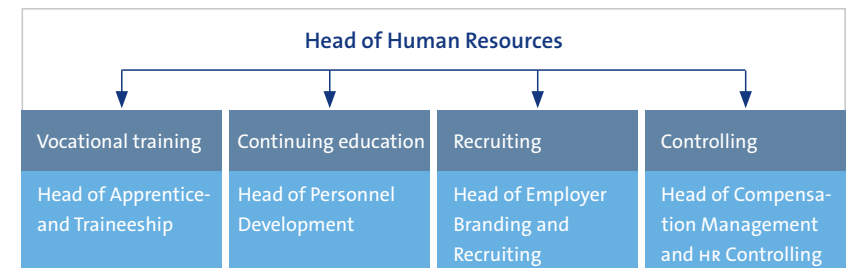 Head of Human Resources
Vocational training
Continuing education
Recruiting
Controlling
Head of Apprentice-
and Traineeship
Head of Personnel
Development
Head of Employer
Branding and
Recruiting
Head of Compensa-
tion Management
and HR Controlling